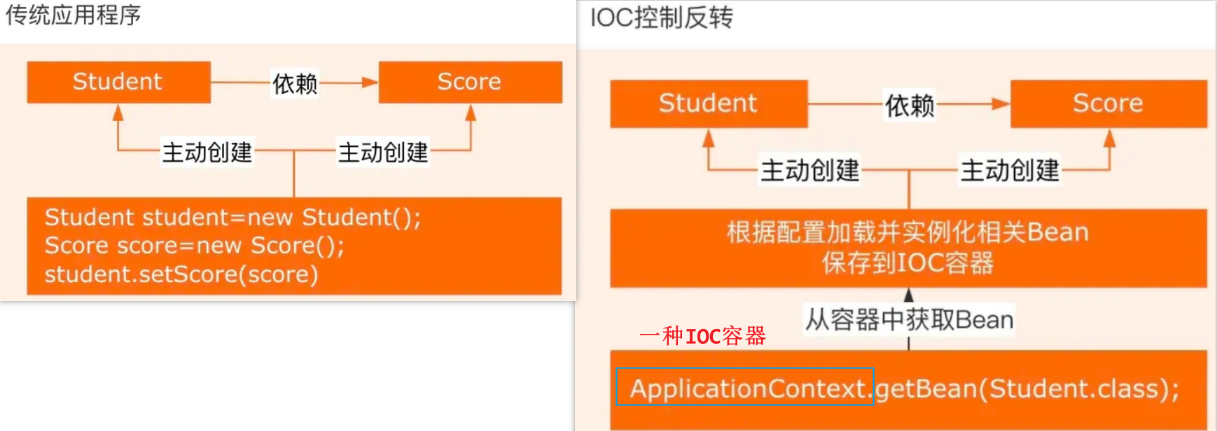 传统应用程序
Student
依赖
Score
主动创建
主动创建
Student student=new Student();
Score score=new Score();
student.setScore(score)
IOC控制反转
Student
依赖
Score
主动创建
主动创建
根据配置加载并实例化相关Bean
保存到IOC容器
从容器中获取Bean
一种IOC容器
ApplicationContext.getBean(Student.class);